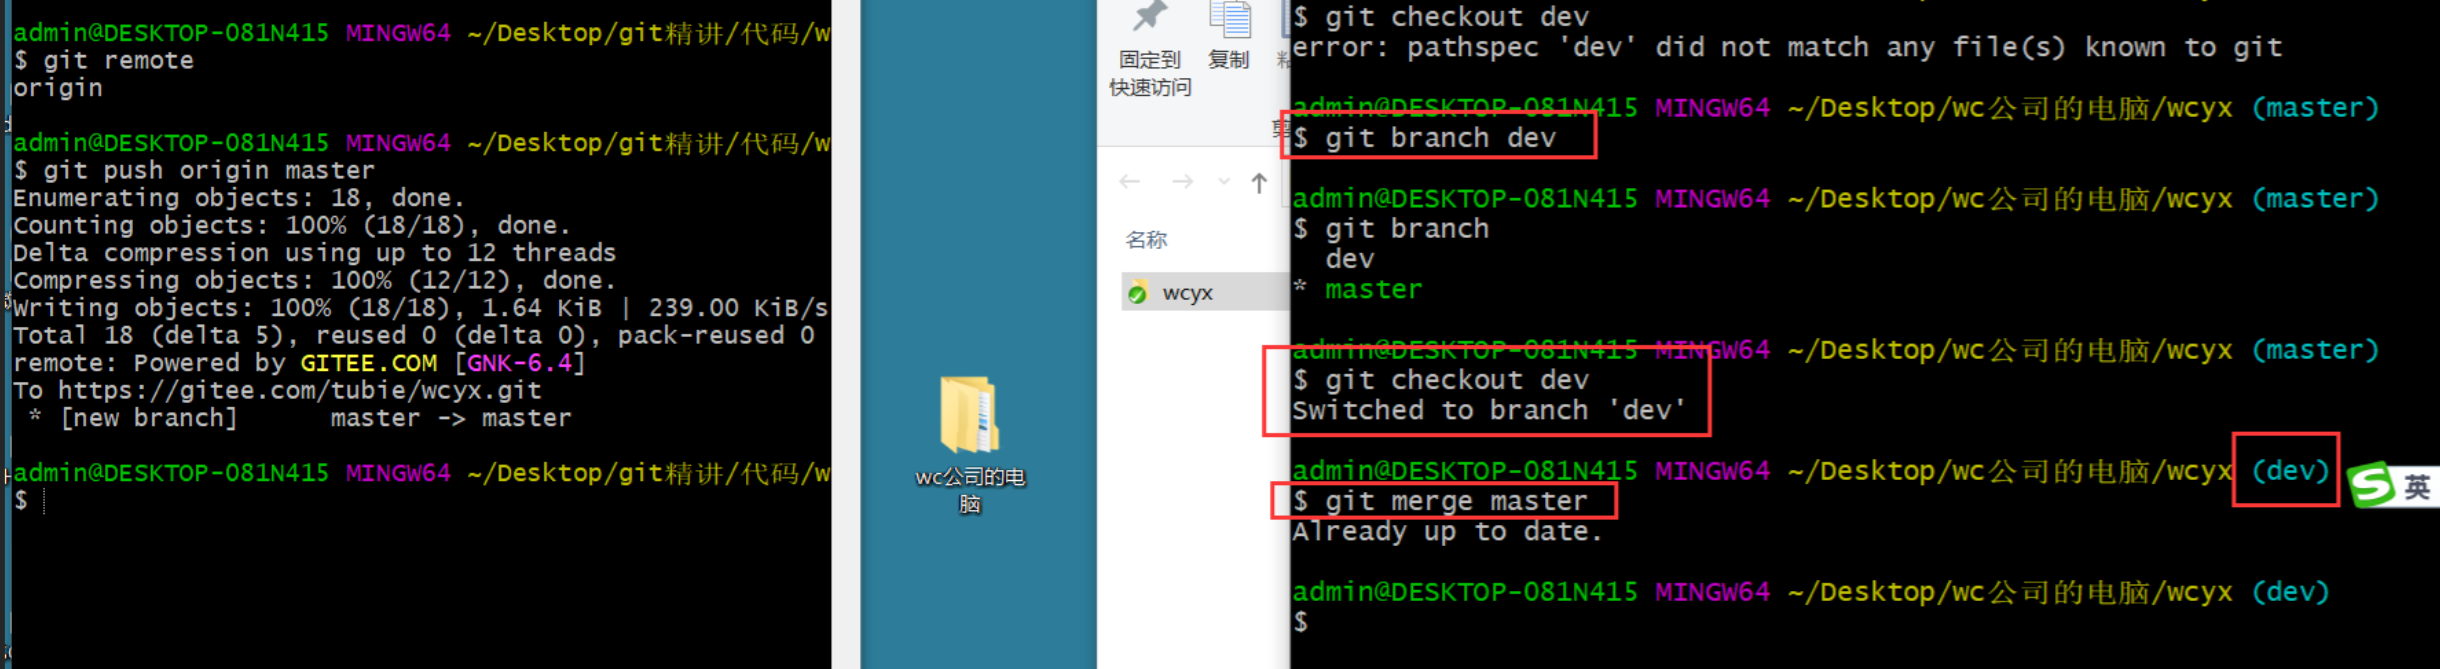 admin@DESKTOP-081N415 MINGW64 ~/Desktop/git精讲/代码/w
$ git remote
origin
admin@DESKTOP-081N415 MINGW64 ~/Desktop/git精讲/代码/w
$ git push origin master
Enumerating objects: 18, done.
Counting objects: 100% (18/18), done.
Delta compression using up to 12 threads
Compressing objects: 100% (12/12), done.
Writing objects: 100% (18/18), 1.64 KiB | 239.00 KiB/s
Total 18 (delta 5), reused 0 (delta 0), pack-reused 0
remote: Powered by GITEE.COM [GNK-6.4]
To https://gitee.com/tubie/wcyx.git
* [new branch]      master -> master
admin@DESKTOP-081N415 MINGW64 ~/Desktop/git精讲/代码/w
$
wc公司的电
脑
固定到
快速访问
复制
名称
wcyx
$ git checkout dev
error: pathspec 'dev' did not match any file(s) known to git
admin@DESKTOP-081N415 MINGW64 ~/Desktop/wc公司的电脑/wcyx (master)
$ git branch dev
admin@DESKTOP-081N415 MINGW64 ~/Desktop/wc公司的电脑/wcyx (master)
$ git branch
dev
* master
admin@DESKTOP-081N415 MINGW64 ~/Desktop/wc公司的电脑/wcyx (master)
$ git checkout dev
Switched to branch 'dev'
admin@DESKTOP-081N415 MINGW64 ~/Desktop/wc公司的电脑/wcyx (dev)
$ git merge master
Already up to date.
admin@DESKTOP-081N415 MINGW64 ~/Desktop/wc公司的电脑/wcyx (dev)
$
英